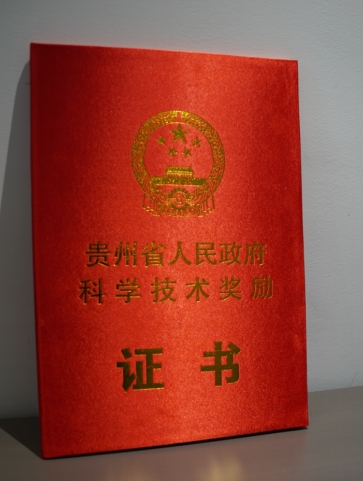 贵州省人民政府
科学技术奖励
证书